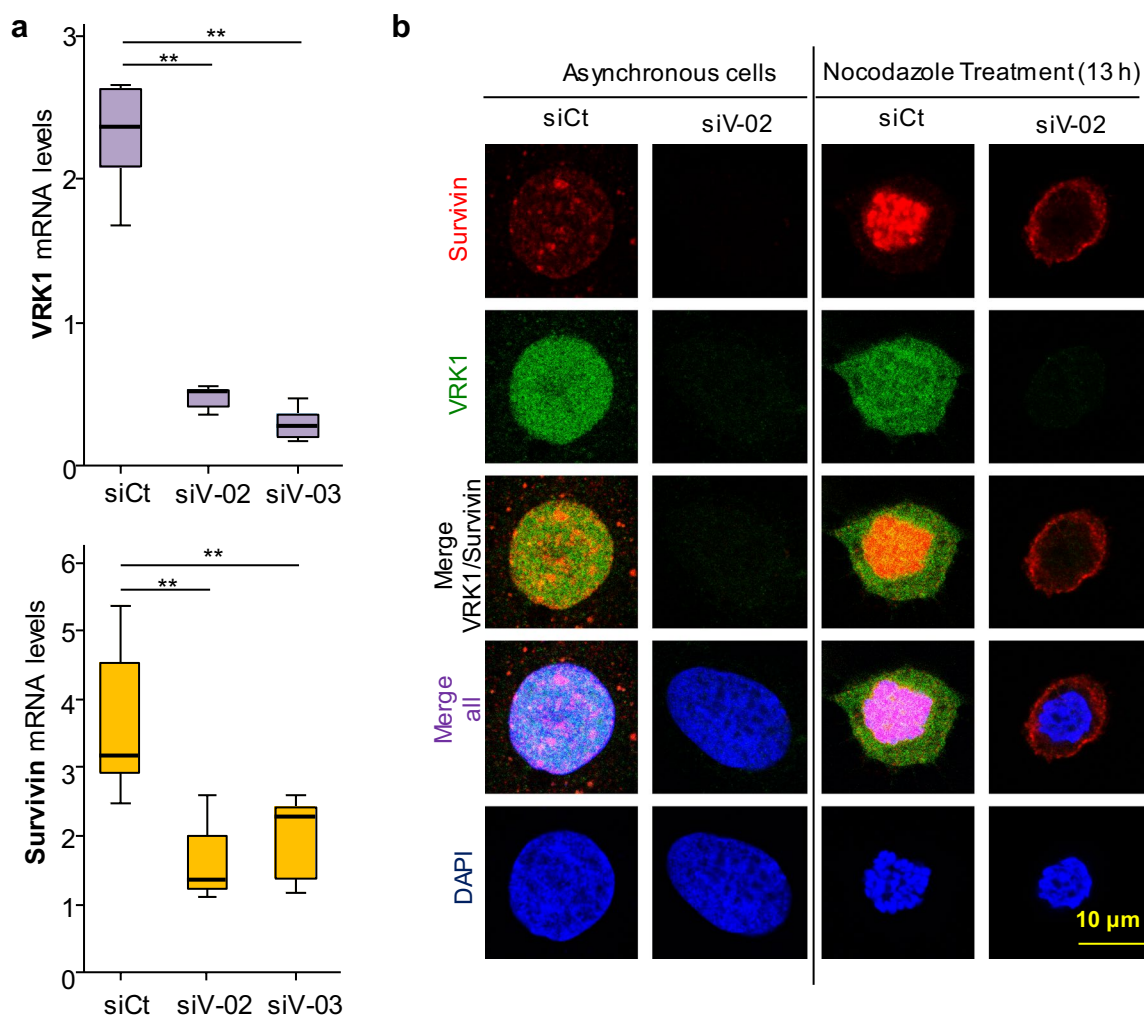 a
VRK1 mRNA levels
3
2
1
0
**
**
siCt siV-02 siV-03
Survivin mRNA levels
6
5
4
3
2
1
0
**
**
siCt siV-02 siV-03
b
Asynchronous cells
Nocodazole Treatment (13 h)
siCt siV-02 siCt siV-02
Survivin
VRK1
Merge
VRK1/Survivin
Merge
all
DAPI
10 µm